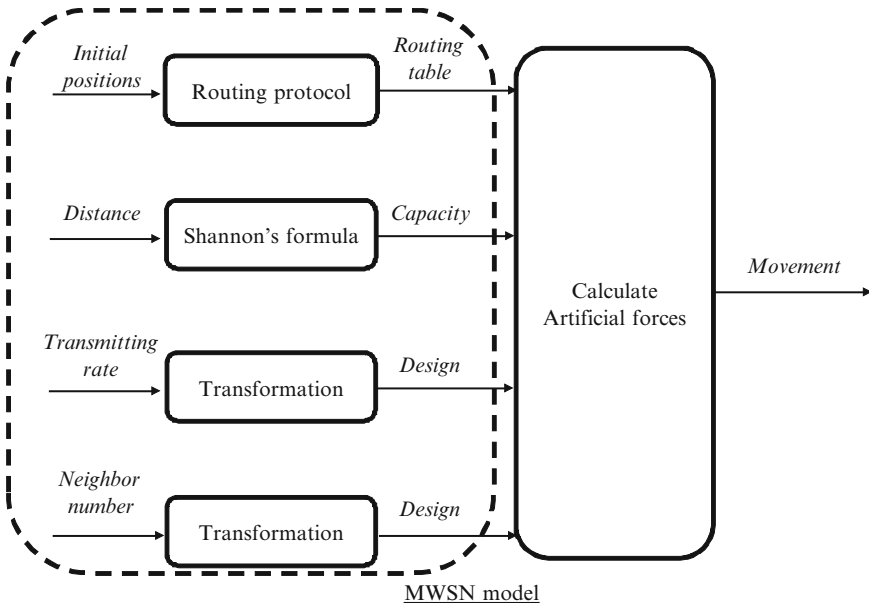 Initial
positions
Routing protocol
Routing
table
Distance
Shannon's formula
Capacity
Transmitting
rate
Transformation
Design
Neighbor
number
Transformation
Design
Calculate
Artificial forces
Movement
MWSN model